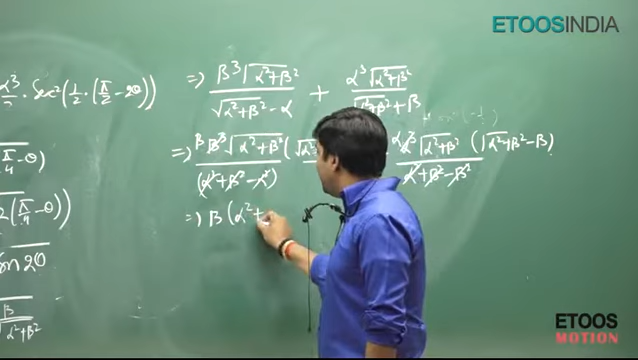 ETOOSINDIA
α³/2 · Sec²(1/2 · (π/2 - 2θ))
⇒ β³√(α²+β²) / (√(α²+β²) - α) + α³√(α²+β²) / (√(α²+β²) + β)
π/4 - θ)
⇒ β β³√(α²+β²) (√α² α α³√(α²+β²) (√(α²+β²) - β) / (α²+β²-β²)
(α²+β²-α²)
2(π/4 - θ))
⇒ β (α²+
in 2θ
β / √(α²+β²)
ETOOS
MOTION